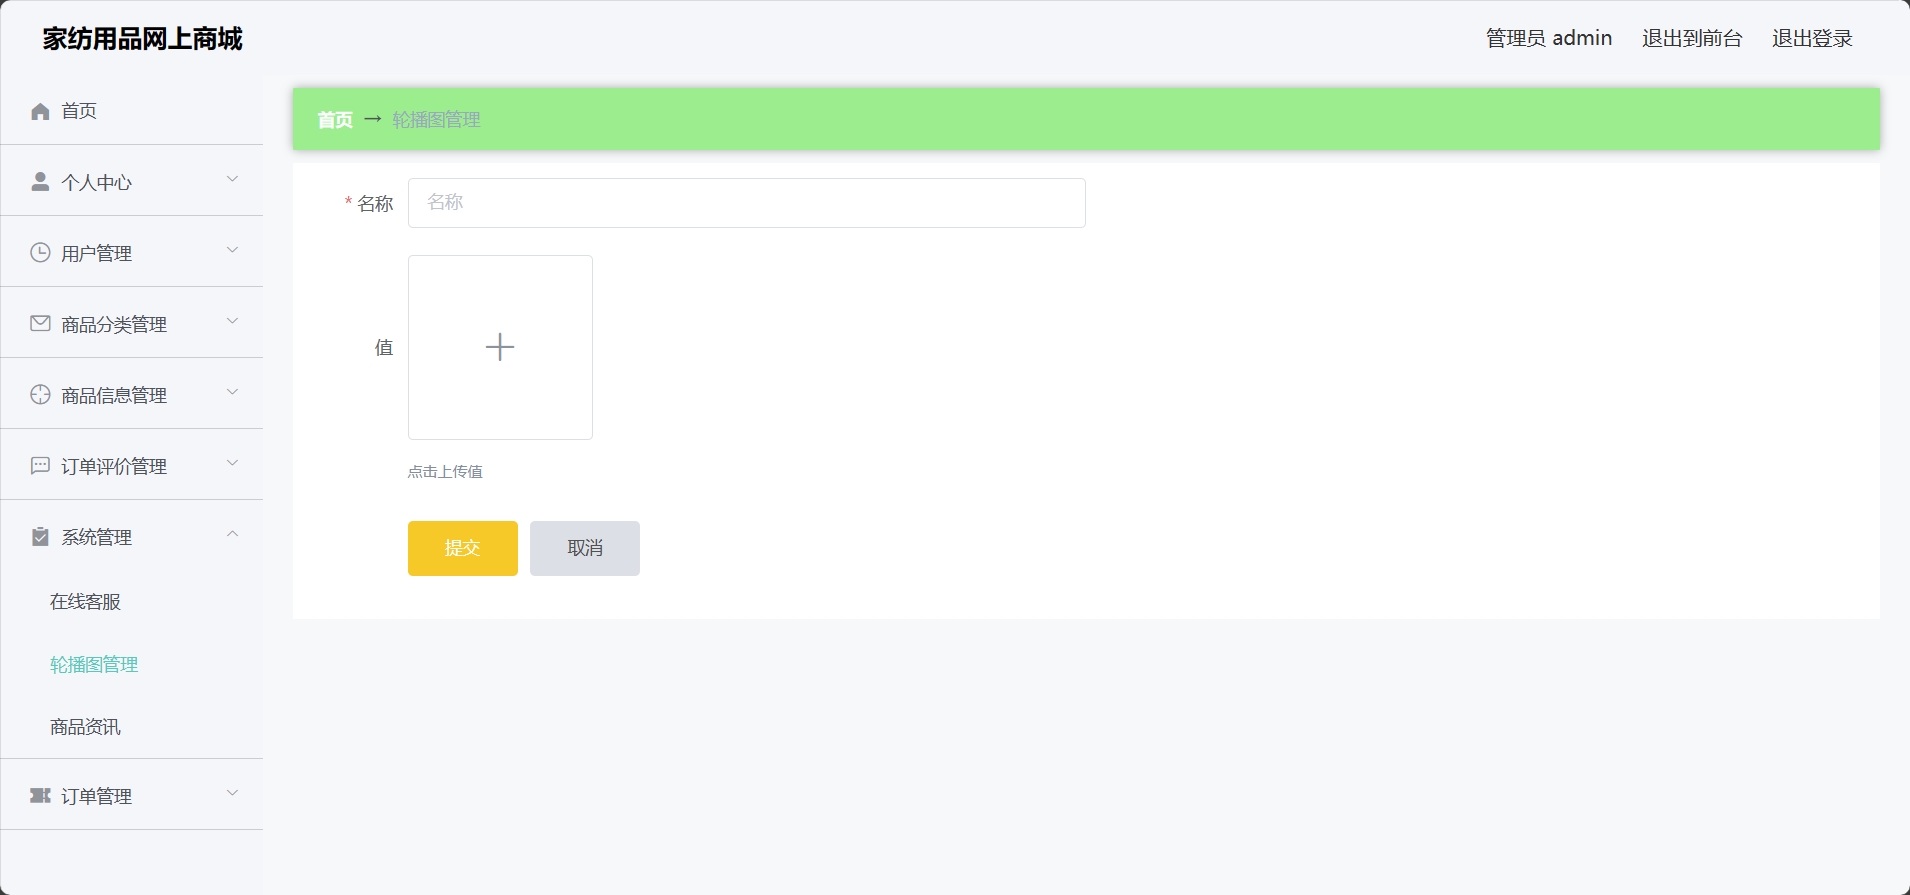 家纺用品网上商城
管理员 admin 退出到前台 退出登录
首页
个人中心
用户管理
商品分类管理
商品信息管理
订单评价管理
系统管理
在线客服
轮播图管理
商品资讯
订单管理
首页 → 轮播图管理
* 名称 名称
值
点击上传值
提交 取消